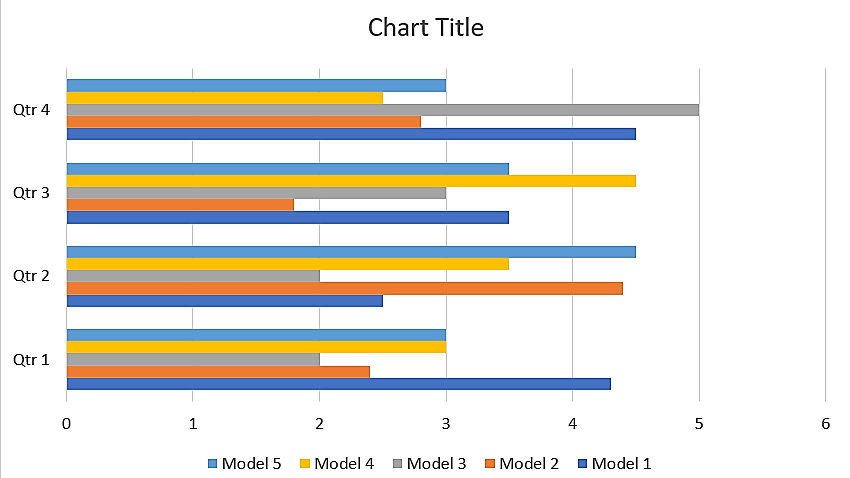 Chart Title
Qtr 4
Qtr 3
Qtr 2
Qtr 1
0 1 2 3 4 5 6
Model 5 Model 4 Model 3 Model 2 Model 1